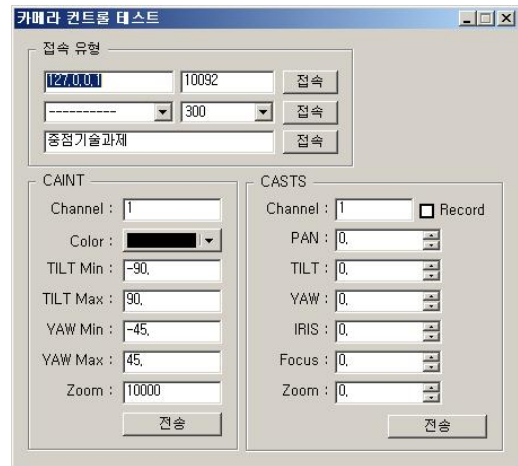 카메라 컨트롤 테스트
접속 유형
127.0.0.1 10092 접속
---------- 300 접속
중점기술과제 접속
CAINT
Channel : 1
Color :
TILT Min : -90,
TILT Max : 90,
YAW Min : -45,
YAW Max : 45,
Zoom : 10000
전송
CASTS
Channel : 1 Record
PAN : 0,
TILT : 0,
YAW : 0,
IRIS : 0,
Focus : 0,
Zoom : 0,
전송